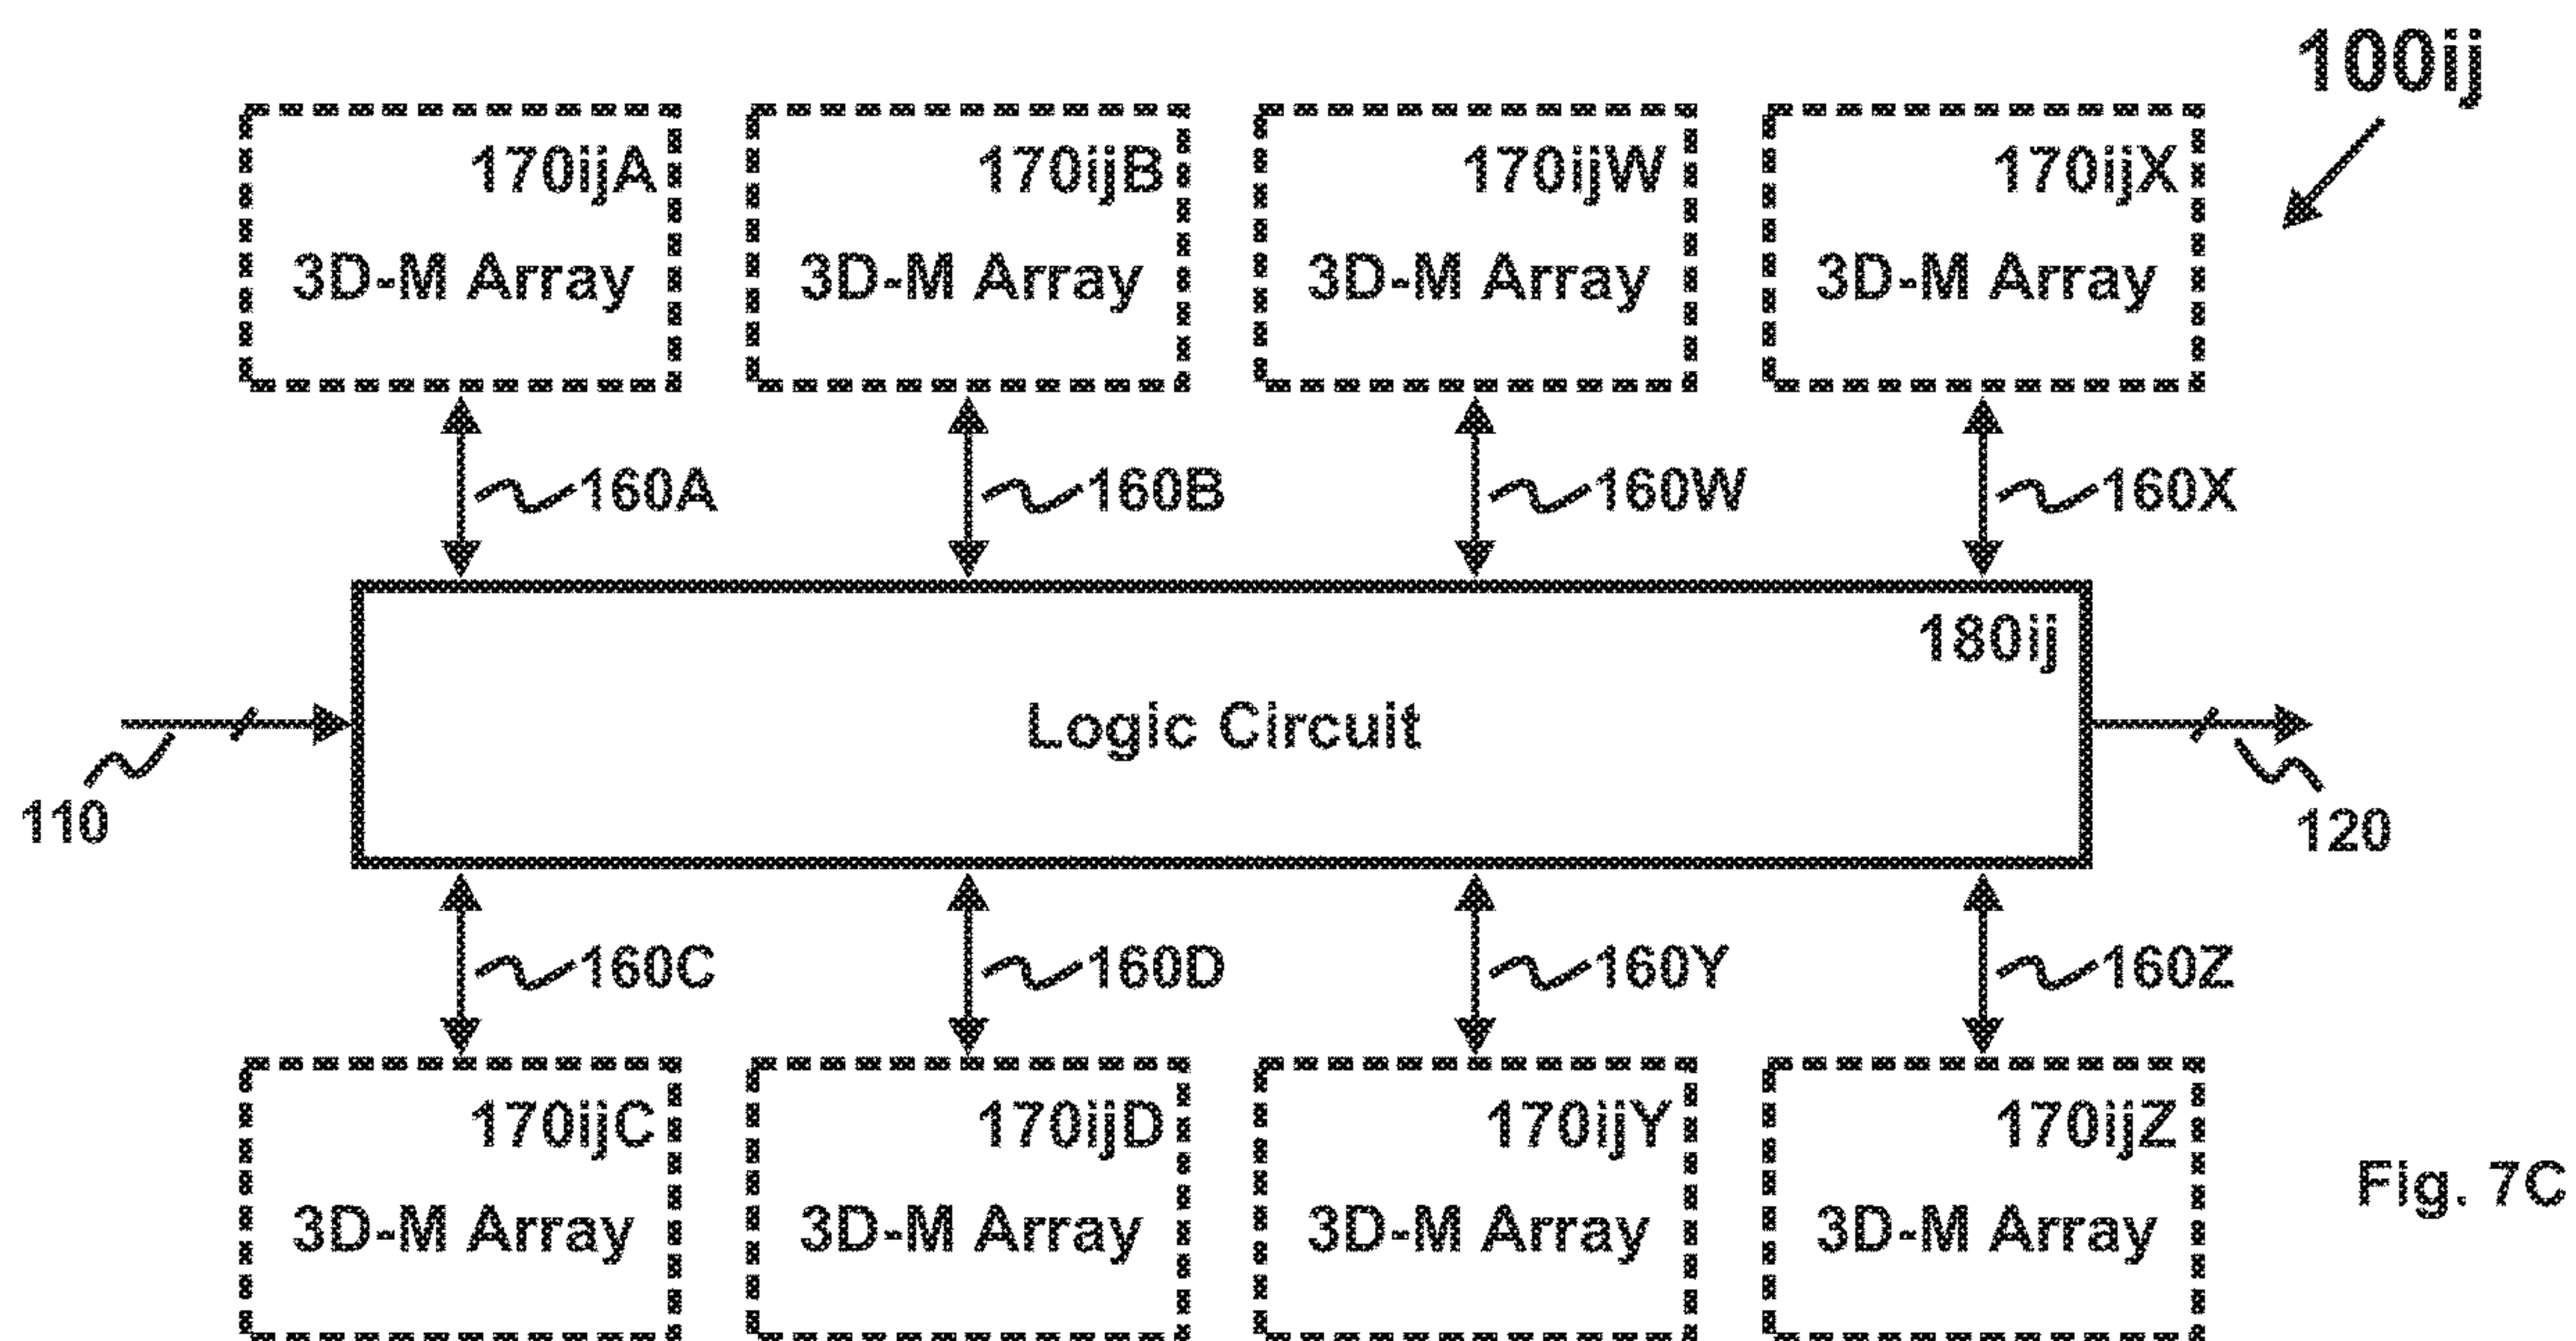 100ij
170ijA
3D-M Array
170ijB
3D-M Array
170ijW
3D-M Array
170ijX
3D-M Array
160A
160B
160W
160X
180ij
Logic Circuit
110
120
160C
160D
160Y
160Z
170ijC
3D-M Array
170ijD
3D-M Array
170ijY
3D-M Array
170ijZ
3D-M Array
Fig. 7C